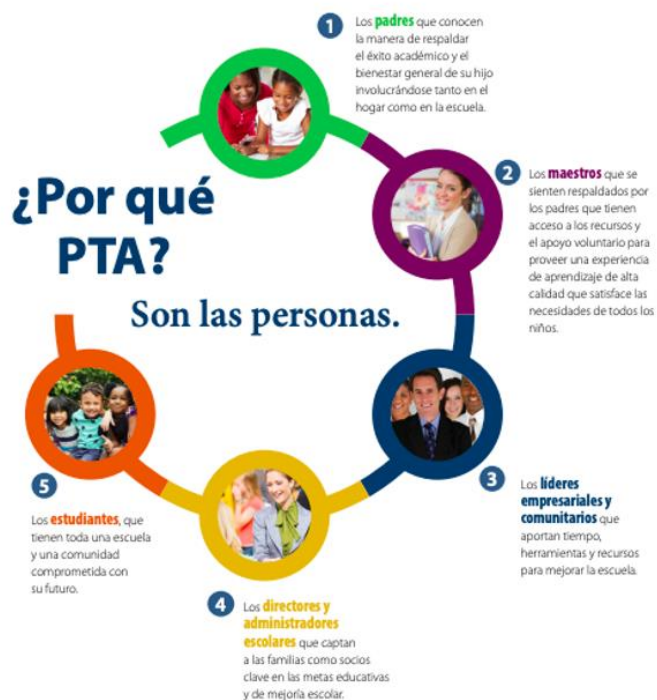 ¿Por qué
PTA?
Son las personas.
1
Los padres que conocen
la manera de respaldar
el éxito académico y el
bienestar general de su hijo
involucrándose tanto en el
hogar como en la escuela.
2
Los maestros que se
sienten respaldados por
los padres que tienen
acceso a los recursos y
el apoyo voluntario para
proveer una experiencia
de aprendizaje de alta
calidad que satisface las
necesidades de todos los
niños.
3
Los líderes
empresariales y
comunitarios que
aportan tiempo,
herramientas y recursos
para mejorar la escuela.
4
Los directores y
administradores
escolares que captan
a las familias como socios
clave en las metas educativas
y de mejoría escolar.
5
Los estudiantes, que
tienen toda una escuela
y una comunidad
comprometida con
su futuro.